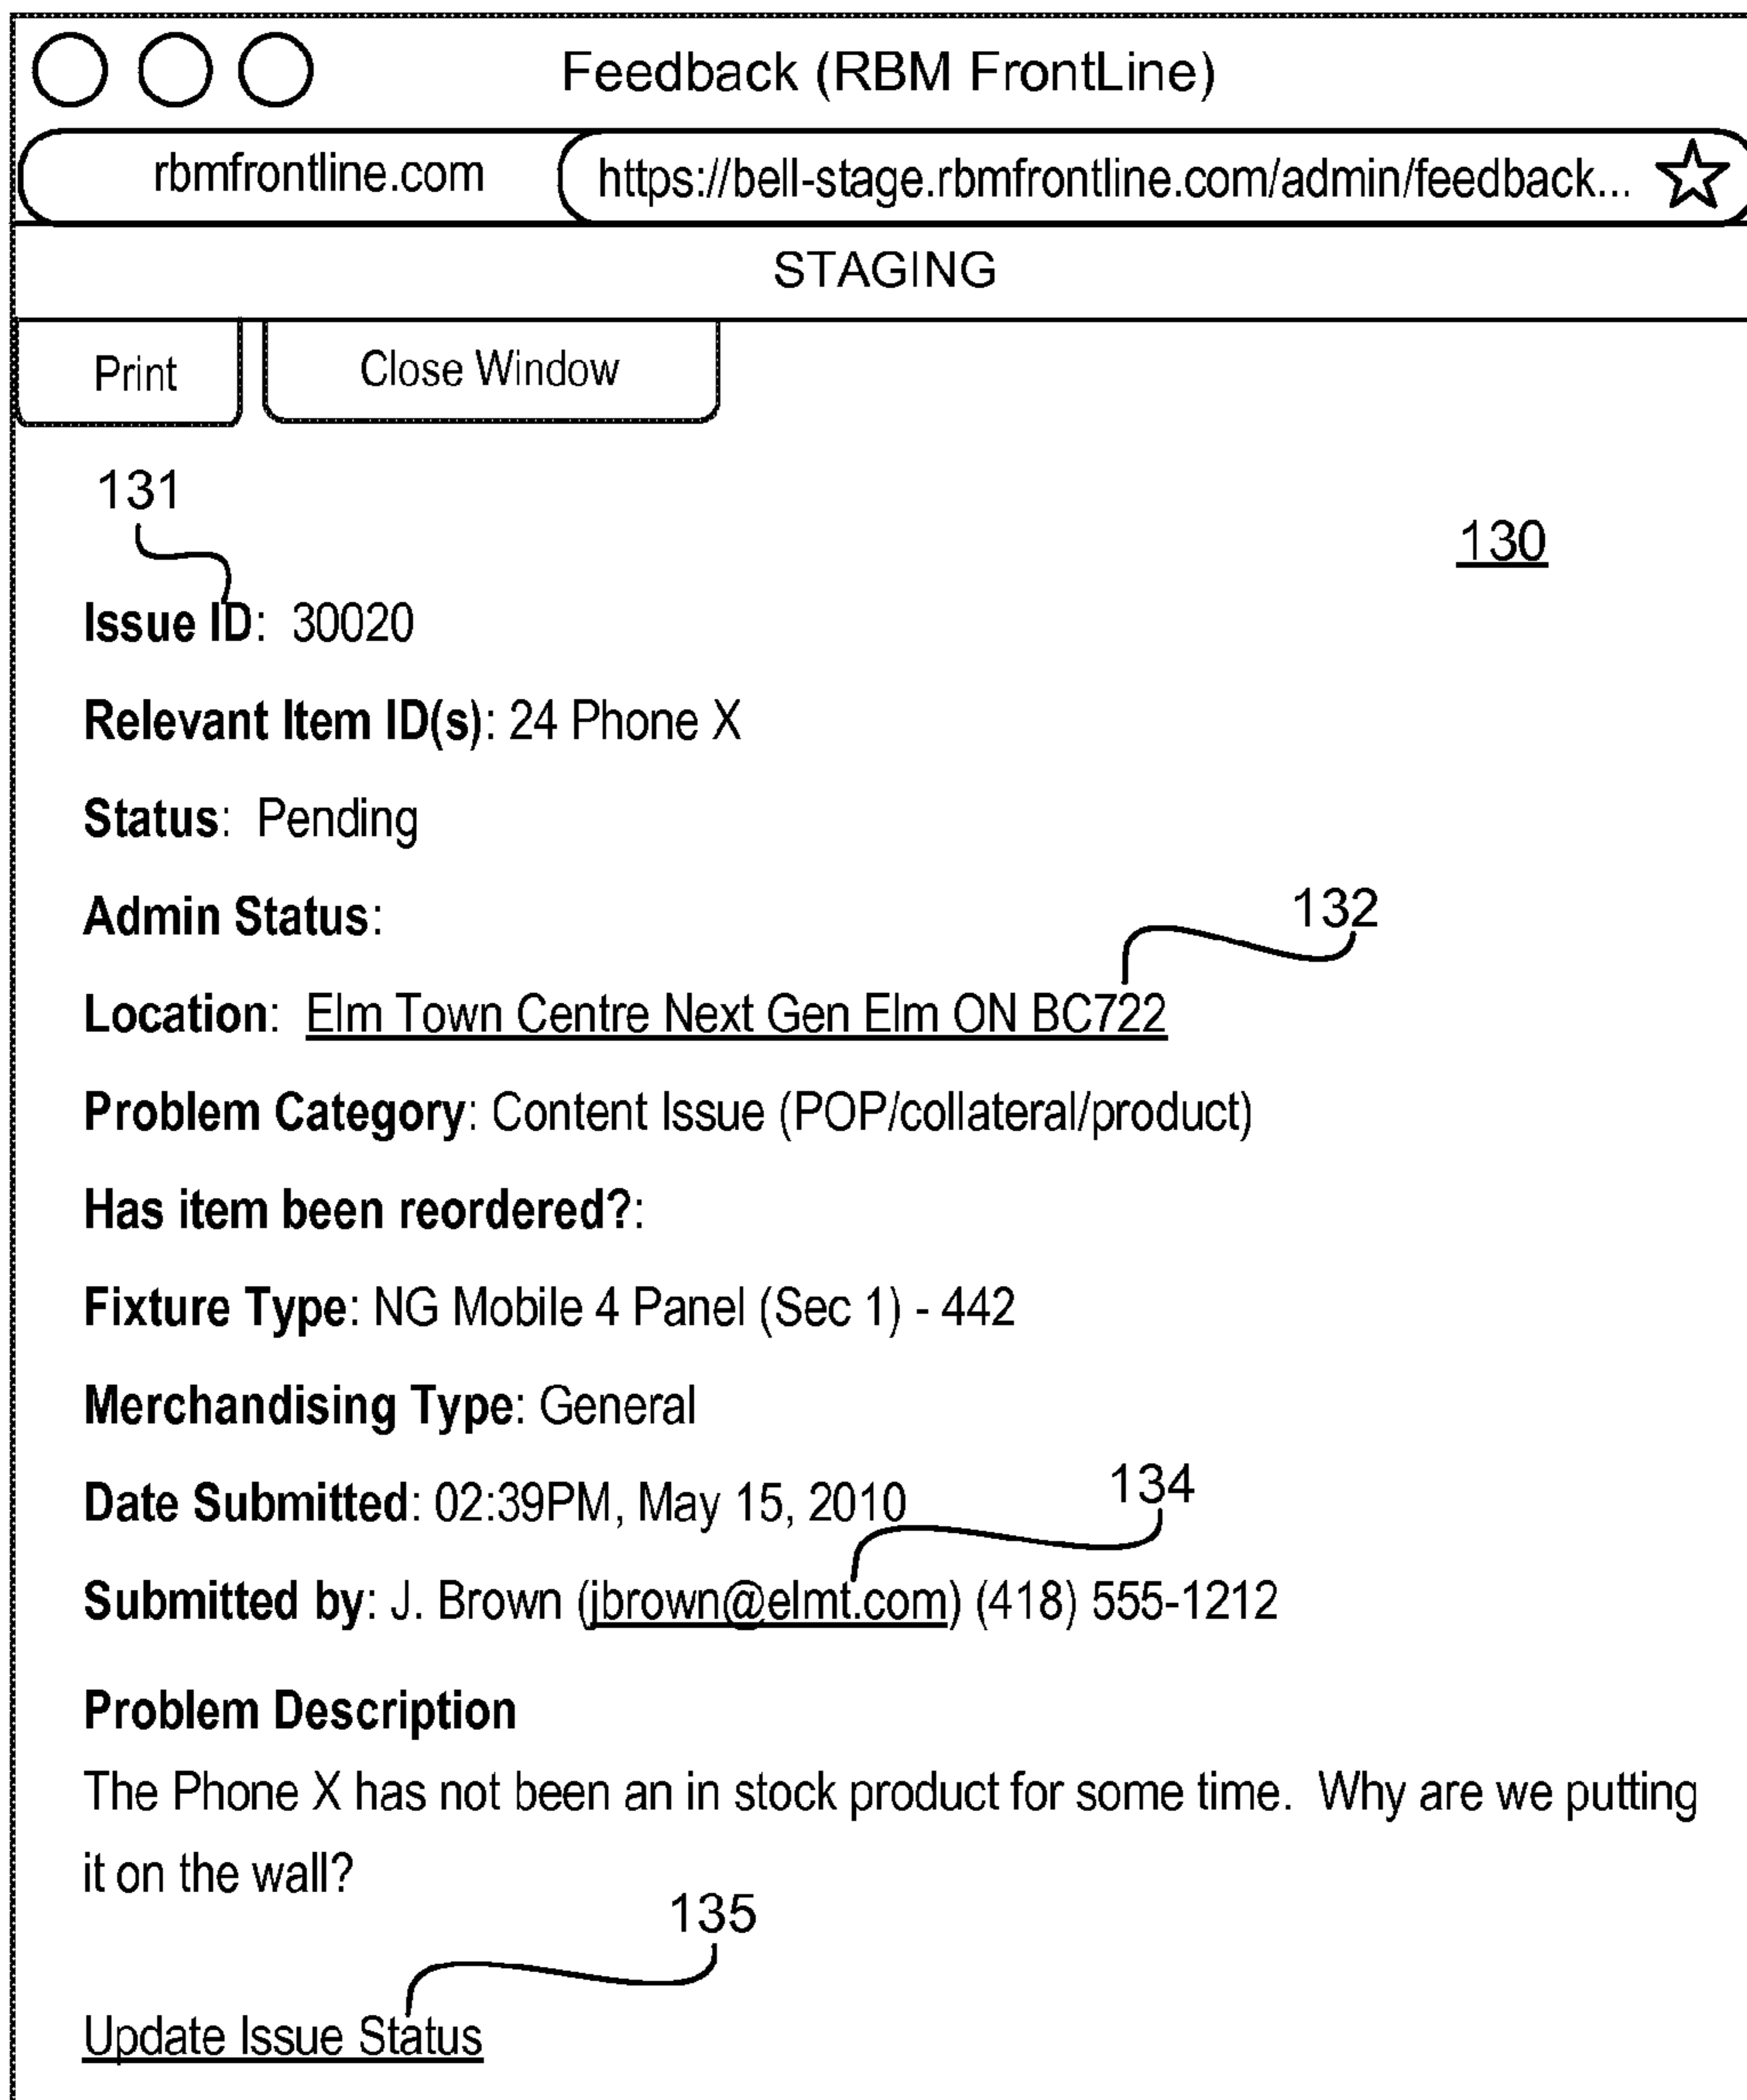 Feedback (RBM FrontLine)
rbmfrontline.com https://bell-stage.rbmfrontline.com/admin/feedback...
STAGING
Print Close Window
131
130
Issue ID: 30020
Relevant Item ID(s): 24 Phone X
Status: Pending
132
Admin Status:
Location: Elm Town Centre Next Gen Elm ON BC722
Problem Category: Content Issue (POP/collateral/product)
Has item been reordered?:
Fixture Type: NG Mobile 4 Panel (Sec 1) - 442
Merchandising Type: General
134
Date Submitted: 02:39PM, May 15, 2010
Submitted by: J. Brown (jbrown@elmt.com) (418) 555-1212
Problem Description
The Phone X has not been an in stock product for some time. Why are we putting
it on the wall?
135
Update Issue Status